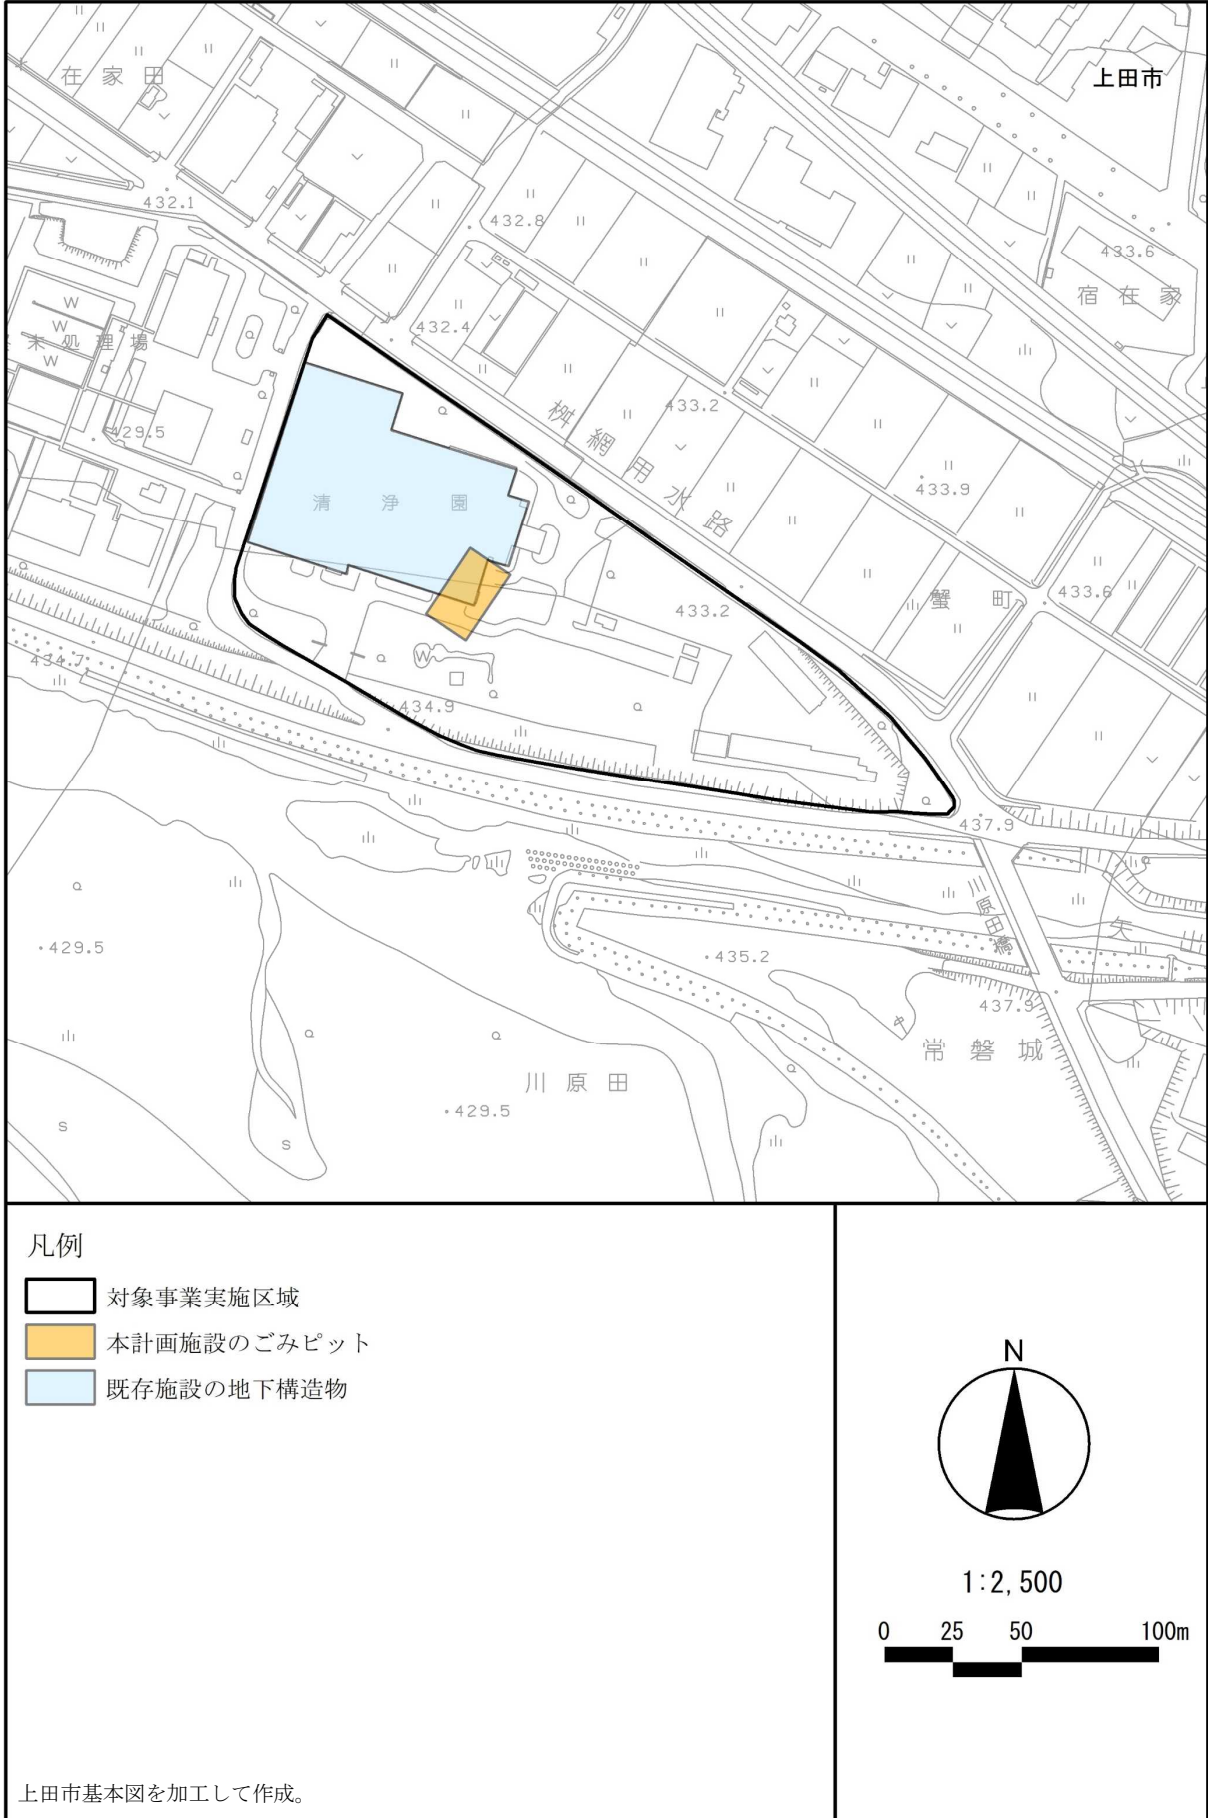 上田市
在家田
432.1
432.8
433.6
宿在家
W
W
末処理場
W
432.4
433.2
429.5
桝網用水路
清浄園
433.9
433.2
蟹町
433.6
W
434.9
437.9
川原田橋
429.5
435.2
437.9
常磐城
川原田
429.5
S
S
凡例
対象事業実施区域
本計画施設のごみピット
既存施設の地下構造物
N
1:2,500
0 25 50 100m
上田市基本図を加工して作成。